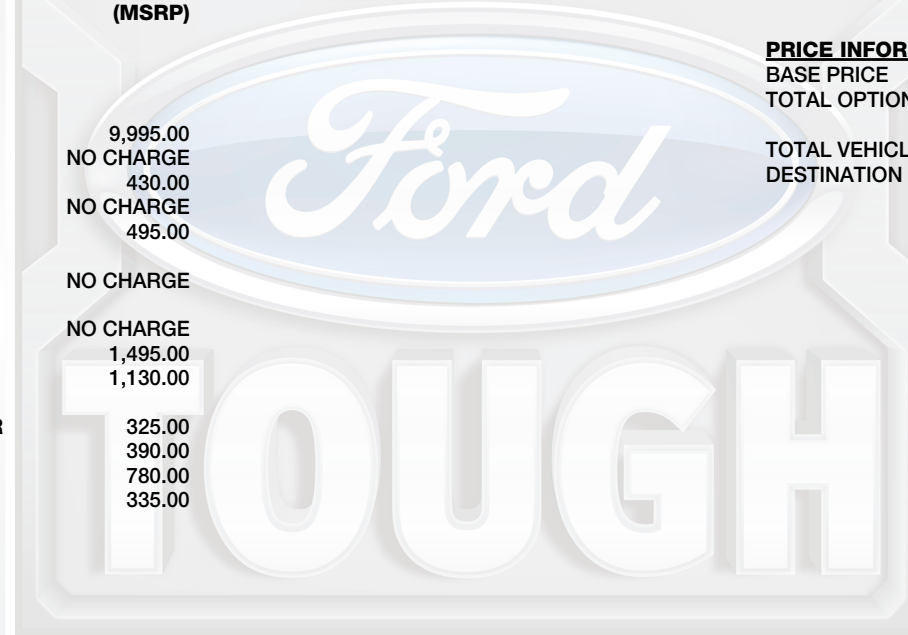 (MSRP)
PRICE INFOR
BASE PRICE
TOTAL OPTION
9,995.00
TOTAL VEHICL
NO CHARGE
DESTINATION
430.00
NO CHARGE
495.00
NO CHARGE
NO CHARGE
1,495.00
1,130.00
R
325.00
390.00
780.00
335.00
Ford
TOUGH